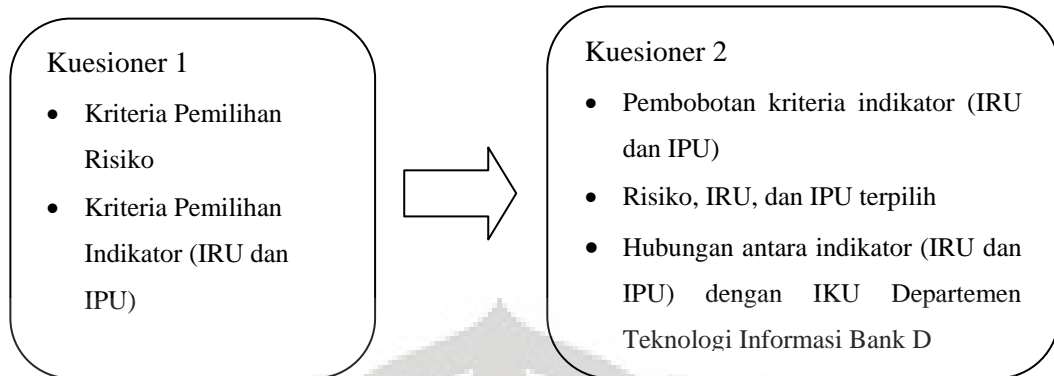 Kuesioner 1
• Kriteria Pemilihan
Risiko
• Kriteria Pemilihan
Indikator (IRU dan
IPU)
Kuesioner 2
• Pembobotan kriteria indikator (IRU
dan IPU)
• Risiko, IRU, dan IPU terpilih
• Hubungan antara indikator (IRU dan
IPU) dengan IKU Departemen
Teknologi Informasi Bank D